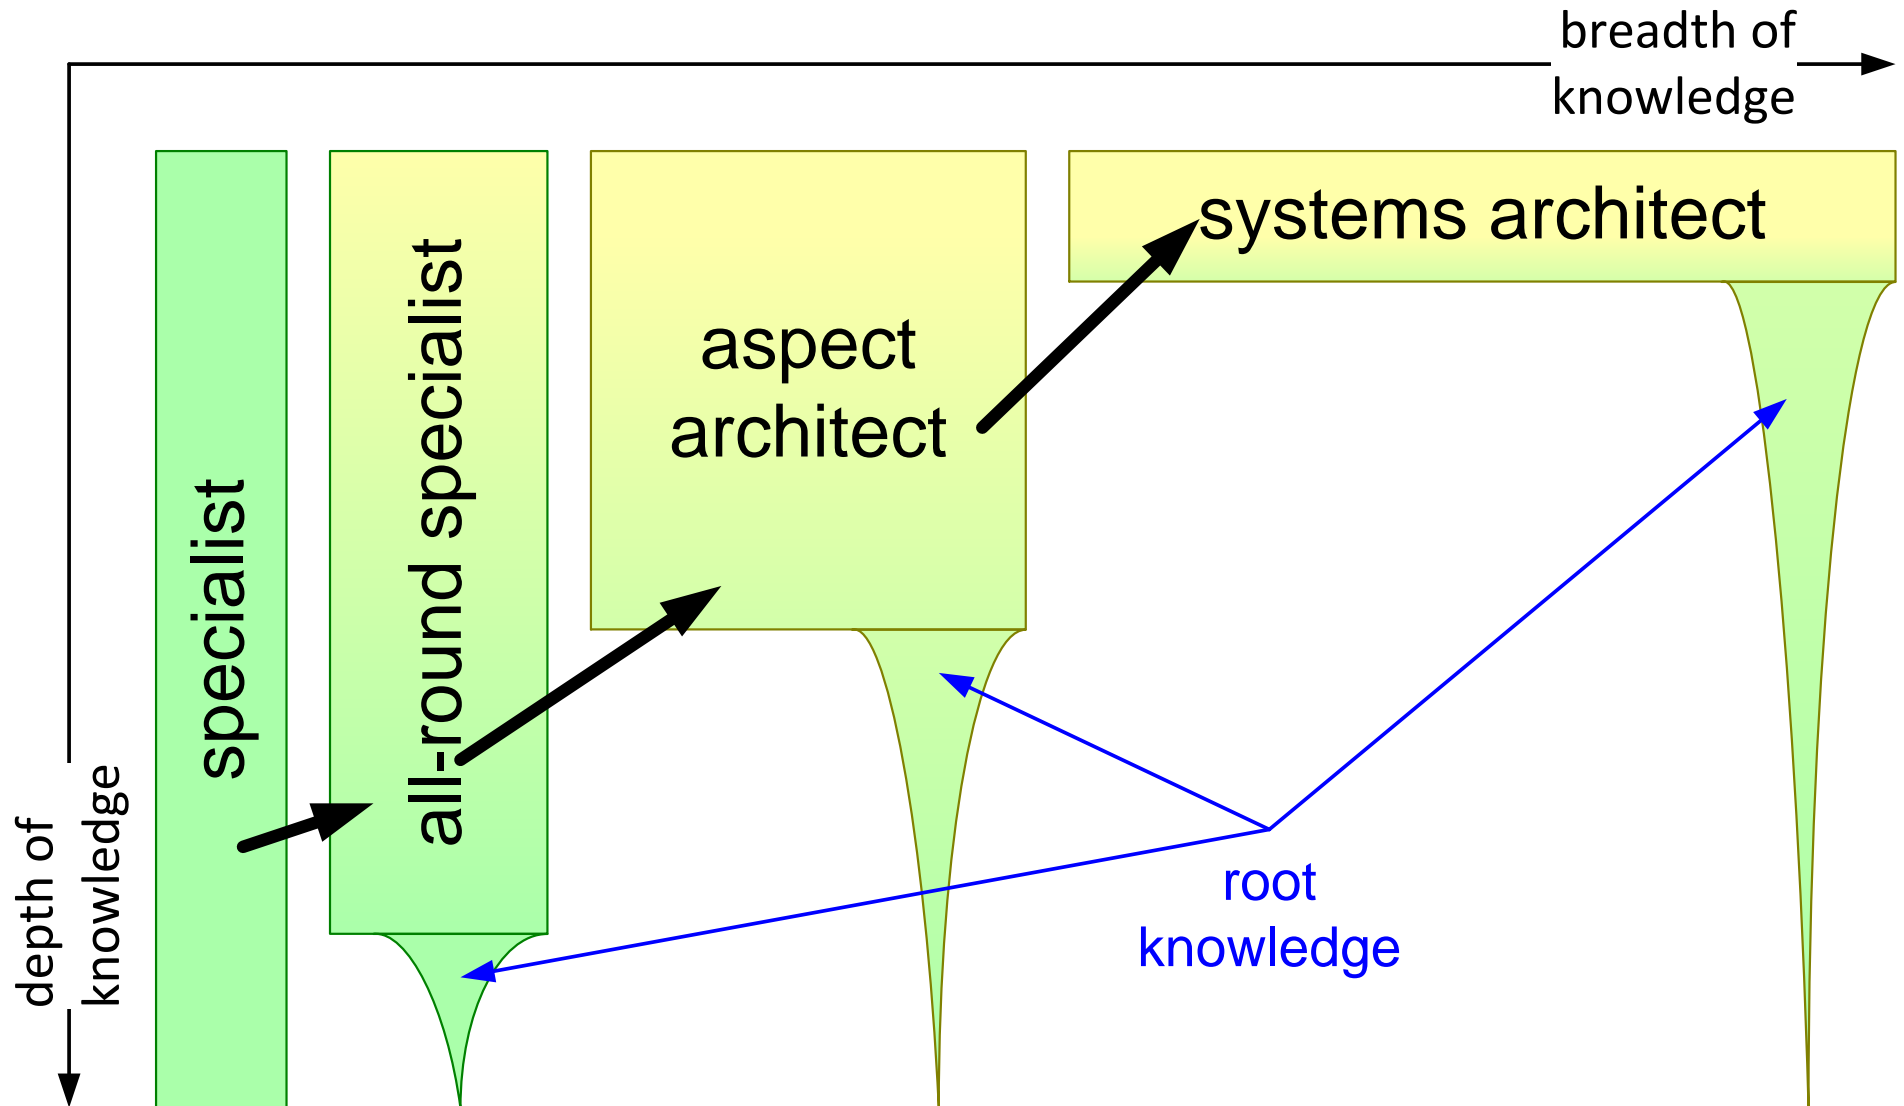 breadth of
knowledge
systems architect
aspect
architect
all-round specialist
specialist
depth of
knowledge
root
knowledge